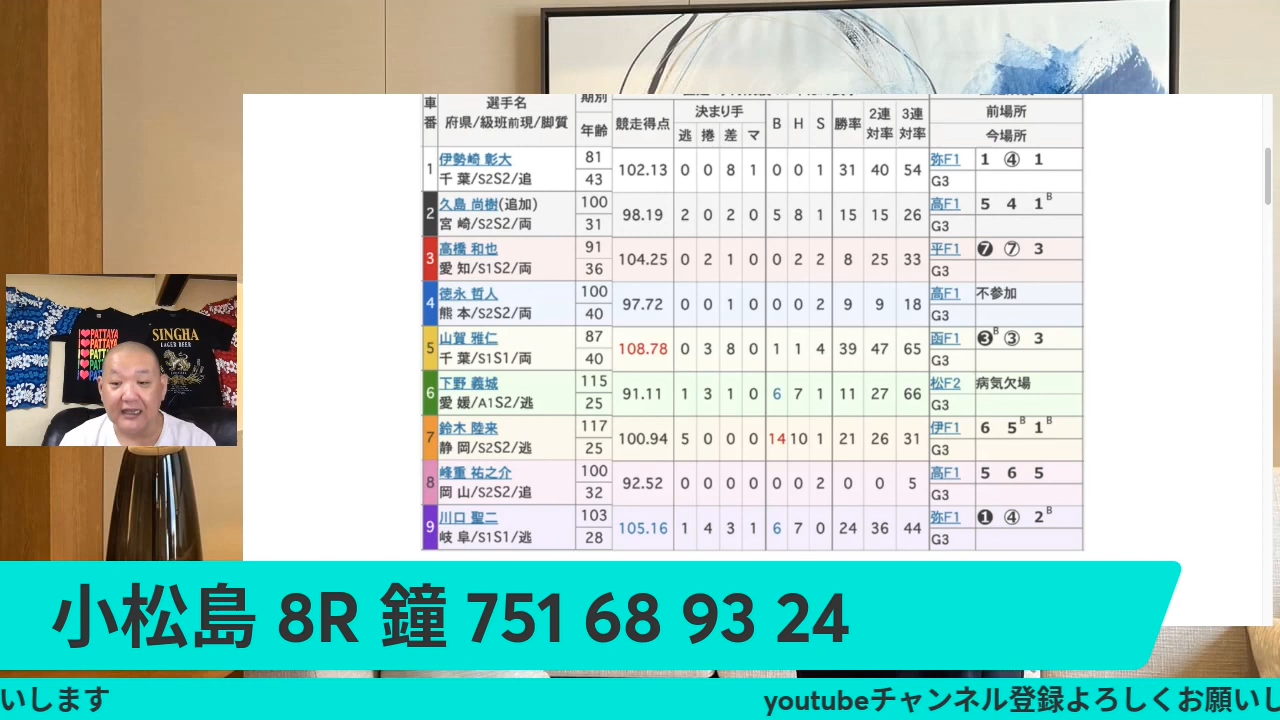 車番 選手名 府県/級班前現/脚質 期別 年齢 競走得点 決まり手 逃 捲 差 マ B H S 勝率 2連対率 3連対率 前場所 今場所
1 伊勢崎 彰大 81 102.13 0 0 8 1 0 0 1 31 40 54 弥F1 1 ④ 1
千 葉/S2S2/追 43 G3
2 久島 尚樹(追加) 100 98.19 2 0 2 0 5 8 1 15 15 26 高F1 5 4 1B
宮 崎/S2S2/両 31 G3
3 高橋 和也 91 104.25 0 2 1 0 0 2 2 8 25 33 平F1 ❼ ⑦ 3
愛 知/S1S2/両 36 G3
4 徳永 哲人 100 97.72 0 0 1 0 0 0 2 9 9 18 高F1 不参加
熊 本/S2S2/両 40 G3
5 山賀 雅仁 87 108.78 0 3 8 0 1 1 4 39 47 65 函F1 ❸B ③ 3
千 葉/S1S1/両 40 G3
6 下野 義城 115 91.11 1 3 1 0 6 7 1 11 27 66 松F2 病気欠場
愛 媛/A1S2/逃 25 G3
7 鈴木 陸来 117 100.94 5 0 0 0 14 10 1 21 26 31 伊F1 6 5B 1B
静 岡/S2S2/逃 25 G3
8 峰重 祐之介 100 92.52 0 0 0 0 0 0 2 0 0 5 高F1 5 6 5
岡 山/S2S2/追 32 G3
9 川口 聖二 103 105.16 1 4 3 1 6 7 0 24 36 44 弥F1 ❶ ④ 2B
岐 阜/S1S1/逃 28 G3
I❤PATTAYA
I❤PATTAYA
I❤PATTAYA
SINGHA
LAGER BEER
小松島 8R 鐘 751 68 93 24
いします youtubeチャンネル登録よろしくお願いし